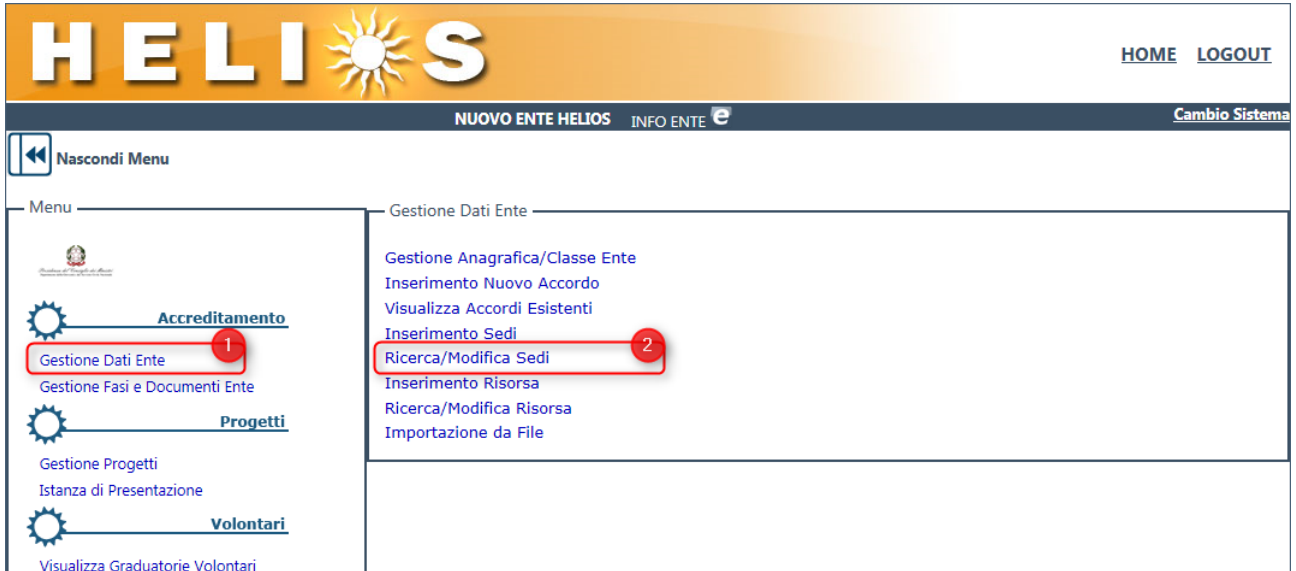 HELIOS
HOME LOGOUT
NUOVO ENTE HELIOS INFO ENTE
Cambio Sistema
Nascondi Menu
Menu
Accreditamento
1
Gestione Dati Ente
Gestione Fasi e Documenti Ente
Progetti
Gestione Progetti
Istanza di Presentazione
Volontari
Visualizza Graduatorie Volontari
Gestione Dati Ente
Gestione Anagrafica/Classe Ente
Inserimento Nuovo Accordo
Visualizza Accordi Esistenti
Inserimento Sedi
2
Ricerca/Modifica Sedi
Inserimento Risorsa
Ricerca/Modifica Risorsa
Importazione da File